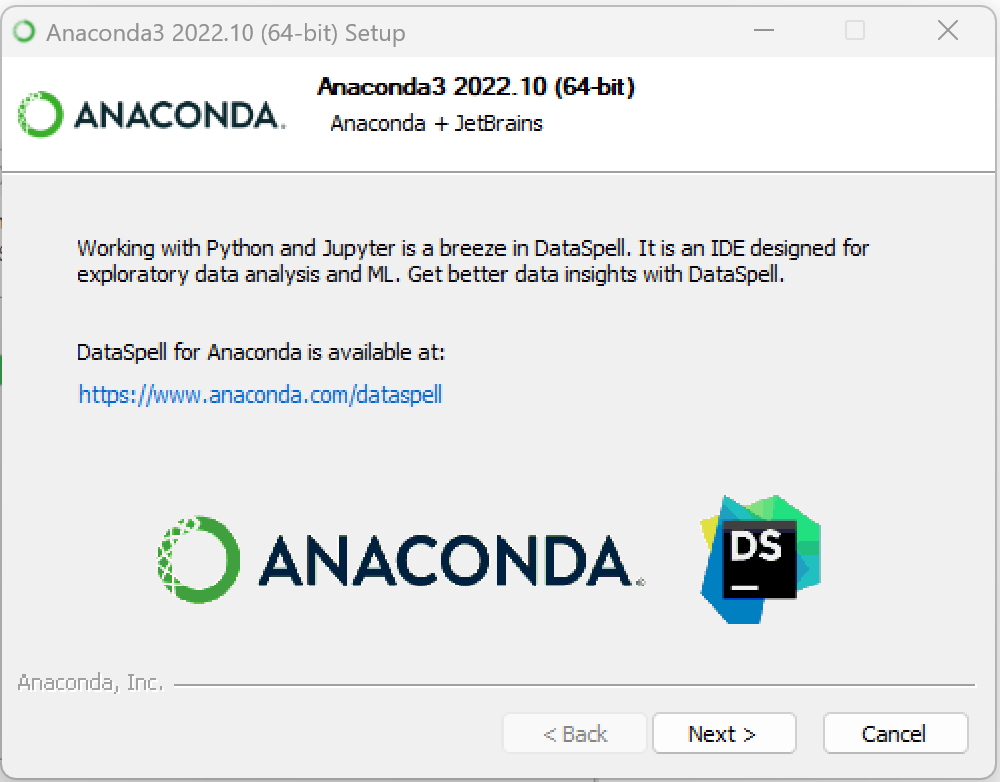 Anaconda3 2022.10 (64-bit) Setup
ANACONDA.
Anaconda3 2022.10 (64-bit)
Anaconda + JetBrains
Working with Python and Jupyter is a breeze in DataSpell. It is an IDE designed for
exploratory data analysis and ML. Get better data insights with DataSpell.
DataSpell for Anaconda is available at:
https://www.anaconda.com/dataspell
ANACONDA.
DS
Anaconda, Inc.
< Back
Next >
Cancel